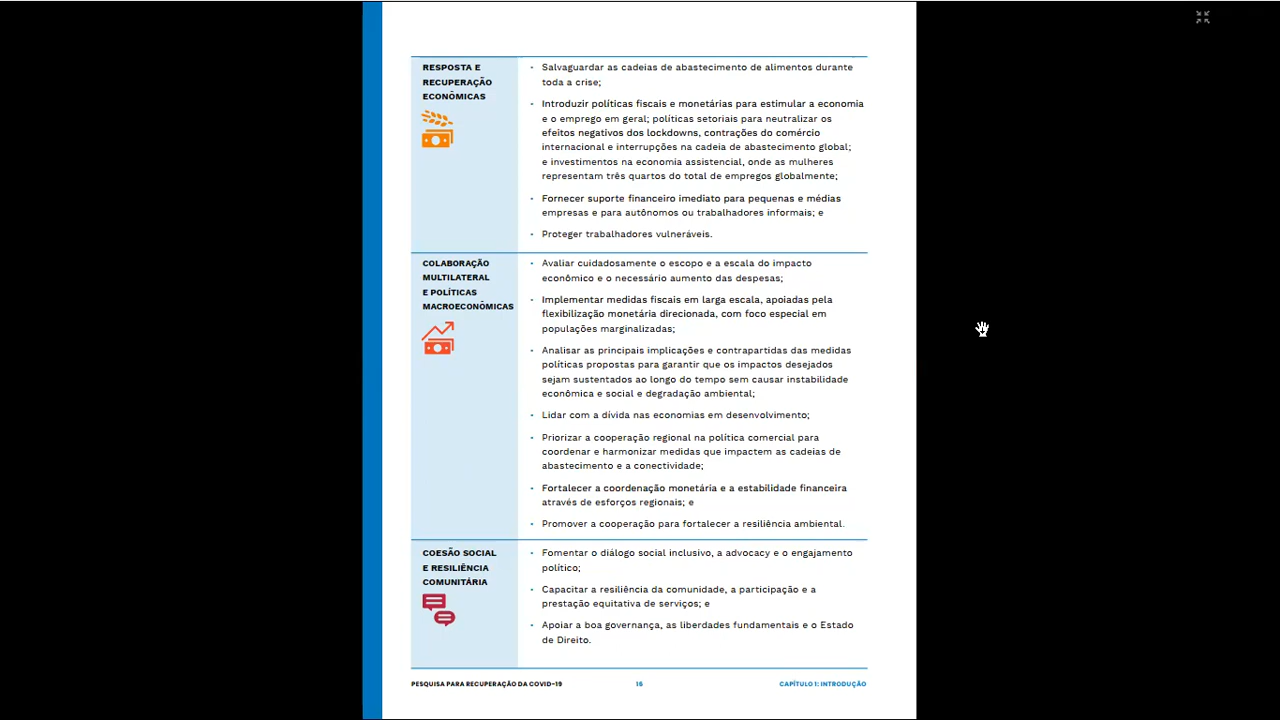 RESPOSTA E
RECUPERAÇÃO
ECONÔMICAS
• Salvaguardar as cadeias de abastecimento de alimentos durante
toda a crise;
• Introduzir políticas fiscais e monetárias para estimular a economia
e o emprego em geral; políticas setoriais para neutralizar os
efeitos negativos dos lockdowns, contrações do comércio
internacional e interrupções na cadeia de abastecimento global;
e investimentos na economia assistencial, onde as mulheres
representam três quartos do total de empregos globalmente;
• Fornecer suporte financeiro imediato para pequenas e médias
empresas e para autônomos ou trabalhadores informais; e
• Proteger trabalhadores vulneráveis.
COLABORAÇÃO
MULTILATERAL
E POLÍTICAS
MACROECONÔMICAS
• Avaliar cuidadosamente o escopo e a escala do impacto
econômico e o necessário aumento das despesas;
• Implementar medidas fiscais em larga escala, apoiadas pela
flexibilização monetária direcionada, com foco especial em
populações marginalizadas;
• Analisar as principais implicações e contrapartidas das medidas
políticas propostas para garantir que os impactos desejados
sejam sustentados ao longo do tempo sem causar instabilidade
econômica e social e degradação ambiental;
• Lidar com a dívida nas economias em desenvolvimento;
• Priorizar a cooperação regional na política comercial para
coordenar e harmonizar medidas que impactem as cadeias de
abastecimento e a conectividade;
• Fortalecer a coordenação monetária e a estabilidade financeira
através de esforços regionais; e
• Promover a cooperação para fortalecer a resiliência ambiental.
COESÃO SOCIAL
E RESILIÊNCIA
COMUNITÁRIA
• Fomentar o diálogo social inclusivo, a advocacy e o engajamento
político;
• Capacitar a resiliência da comunidade, a participação e a
prestação equitativa de serviços; e
• Apoiar a boa governança, as liberdades fundamentais e o Estado
de Direito.
PESQUISA PARA RECUPERAÇÃO DA COVID-19 16 CAPÍTULO 1: INTRODUÇÃO